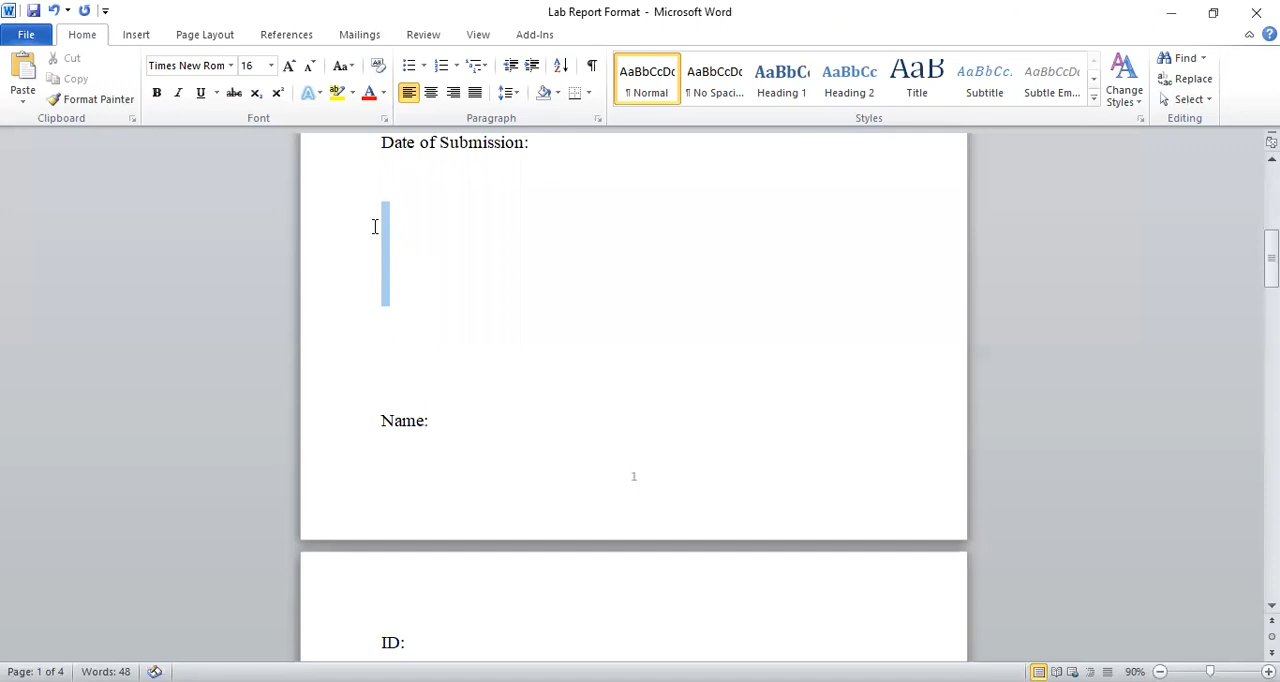 Lab Report Format - Microsoft Word
File Home Insert Page Layout References Mailings Review View Add-Ins
Paste
Cut
Copy
Format Painter
Clipboard
Times New Rom 16
Font
Paragraph
AaBbCcDc AaBbCcDc AaBbCc AaBbCc AaB AaBbCc. AaBbCcDc
¶ Normal ¶ No Spaci... Heading 1 Heading 2 Title Subtitle Subtle Em...
Change Styles
Styles
Find
Replace
Select
Editing
Date of Submission:
Name:
1
ID:
Page: 1 of 4 Words: 48 90%